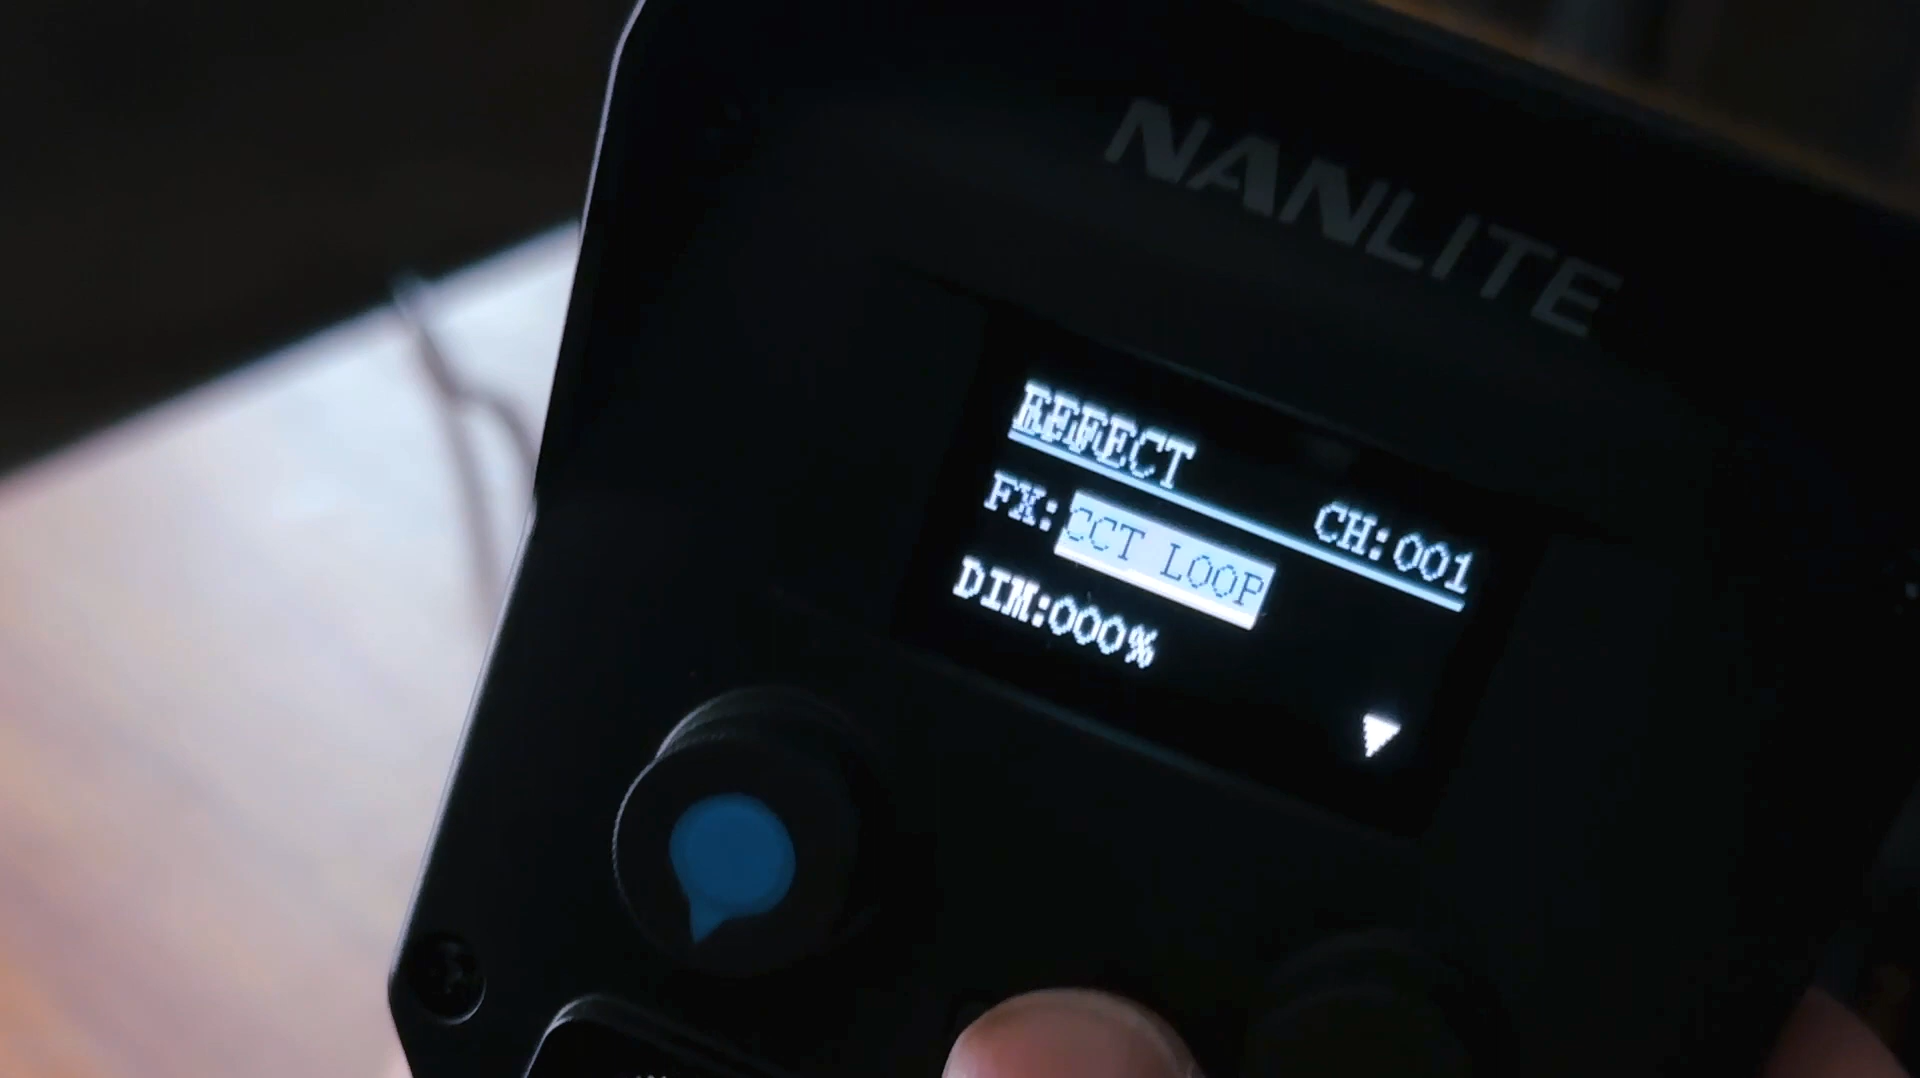 NANLITE
EFFECT
CH:001
FX:CCT LOOP
DIM:000%